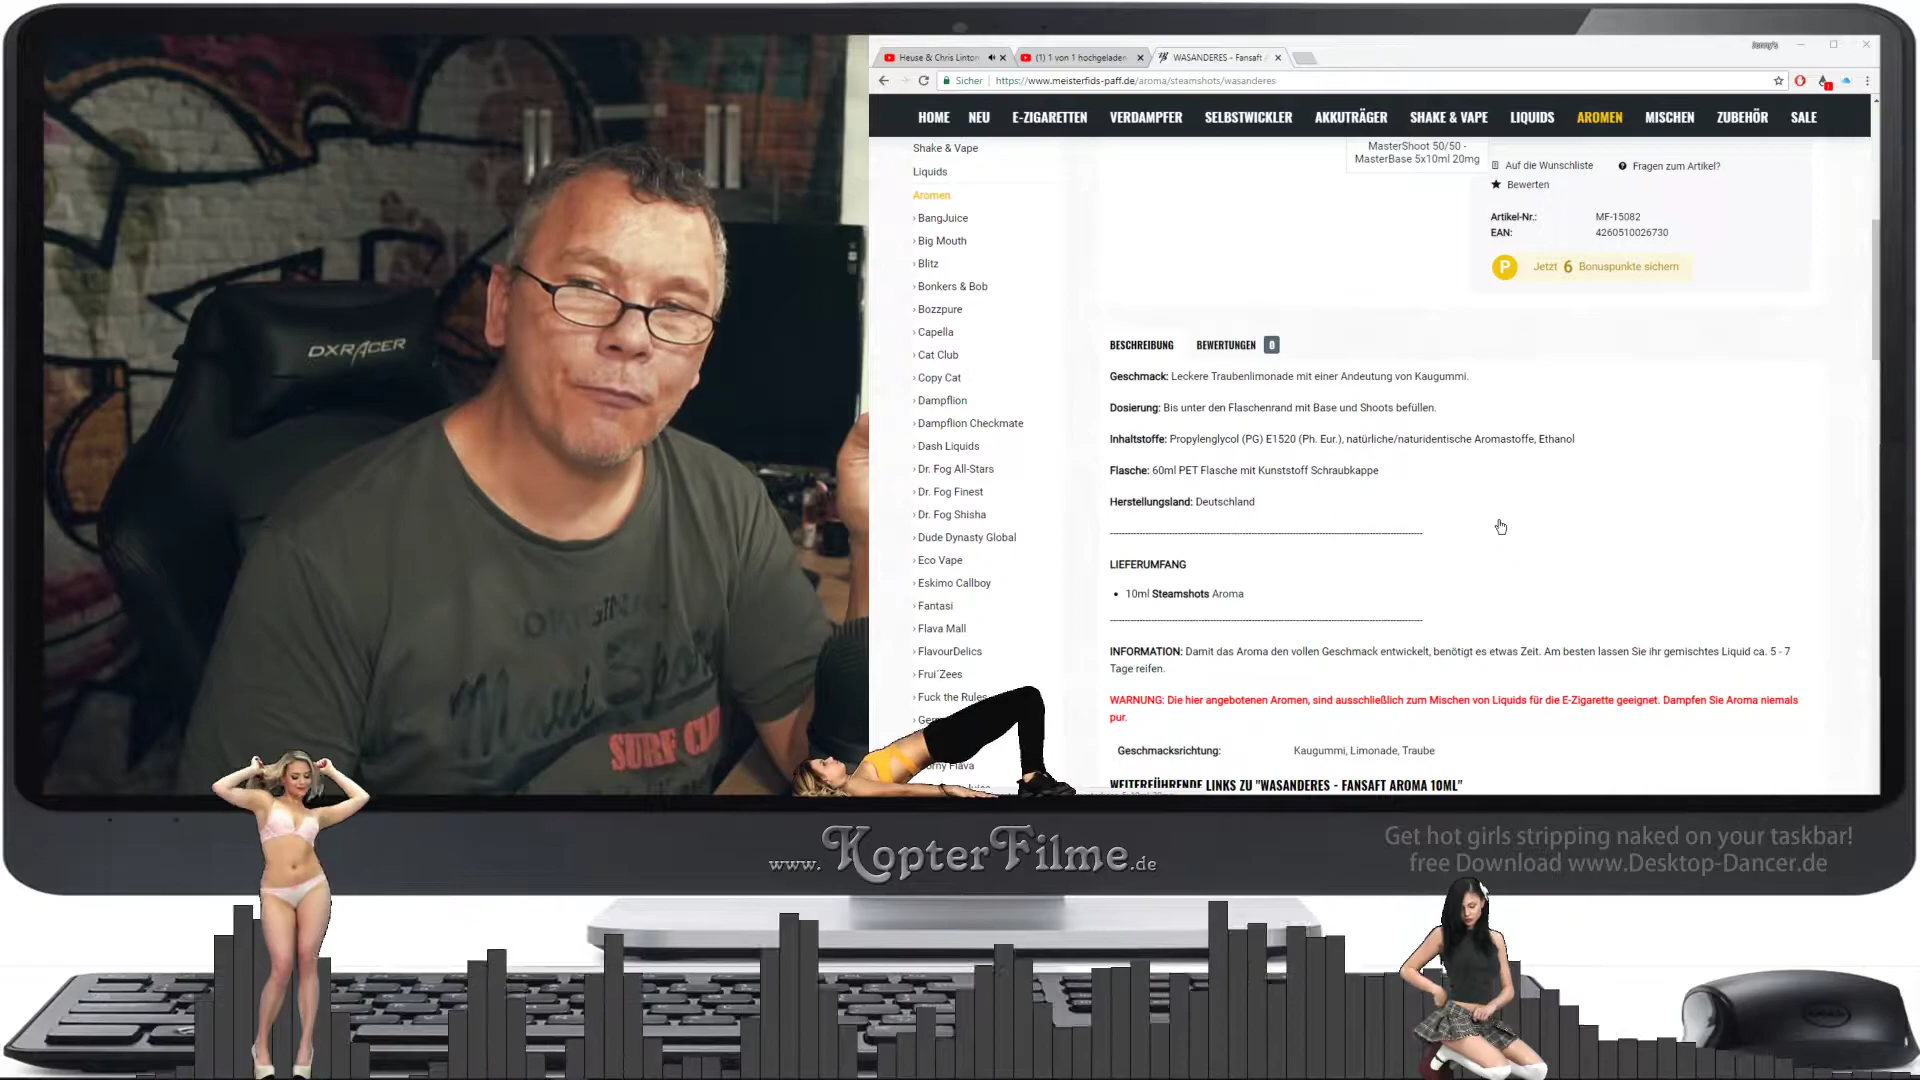 Jenny's
Heuse & Chris Linton
(1) 1 von 1 hochgeladen
WASANDERES - Fansaft
Sicher
https://www.meisterfids-paff.de/aroma/steamshots/wasanderes
HOME NEU E-ZIGARETTEN VERDAMPFER SELBSTWICKLER AKKUTRÄGER SHAKE & VAPE LIQUIDS AROMEN MISCHEN ZUBEHÖR SALE
Shake & Vape
Liquids
Aromen
› BangJuice
› Big Mouth
› Blitz
› Bonkers & Bob
› Bozzpure
› Capella
› Cat Club
› Copy Cat
› Dampflion
› Dampflion Checkmate
› Dash Liquids
› Dr. Fog All-Stars
› Dr. Fog Finest
› Dr. Fog Shisha
› Dude Dynasty Global
› Eco Vape
› Eskimo Callboy
› Fantasi
› Flava Mall
› FlavourDelics
› Frui´Zees
› Fuck the Rules
Flava
MasterShoot 50/50 -
MasterBase 5x10ml 20mg
Auf die Wunschliste
Fragen zum Artikel?
Bewerten
Artikel-Nr.: MF-15082
EAN: 4260510026730
P Jetzt 6 Bonuspunkte sichern
BESCHREIBUNG BEWERTUNGEN 0
Geschmack: Leckere Traubenlimonade mit einer Andeutung von Kaugummi.
Dosierung: Bis unter den Flaschenrand mit Base und Shoots befüllen.
Inhaltstoffe: Propylenglycol (PG) E1520 (Ph. Eur.), natürliche/naturidentische Aromastoffe, Ethanol
Flasche: 60ml PET Flasche mit Kunststoff Schraubkappe
Herstellungsland: Deutschland
LIEFERUMFANG
• 10ml Steamshots Aroma
INFORMATION: Damit das Aroma den vollen Geschmack entwickelt, benötigt es etwas Zeit. Am besten lassen Sie ihr gemischtes Liquid ca. 5 - 7
Tage reifen.
WARNUNG: Die hier angebotenen Aromen, sind ausschließlich zum Mischen von Liquids für die E-Zigarette geeignet. Dampfen Sie Aroma niemals
pur.
Geschmacksrichtung: Kaugummi, Limonade, Traube
WEITERFÜHRENDE LINKS ZU "WASANDERES - FANSAFT AROMA 10ML"
DXRACER
SURF
www.KopterFilme.de
Get hot girls stripping naked on your taskbar!
free Download www.Desktop-Dancer.de